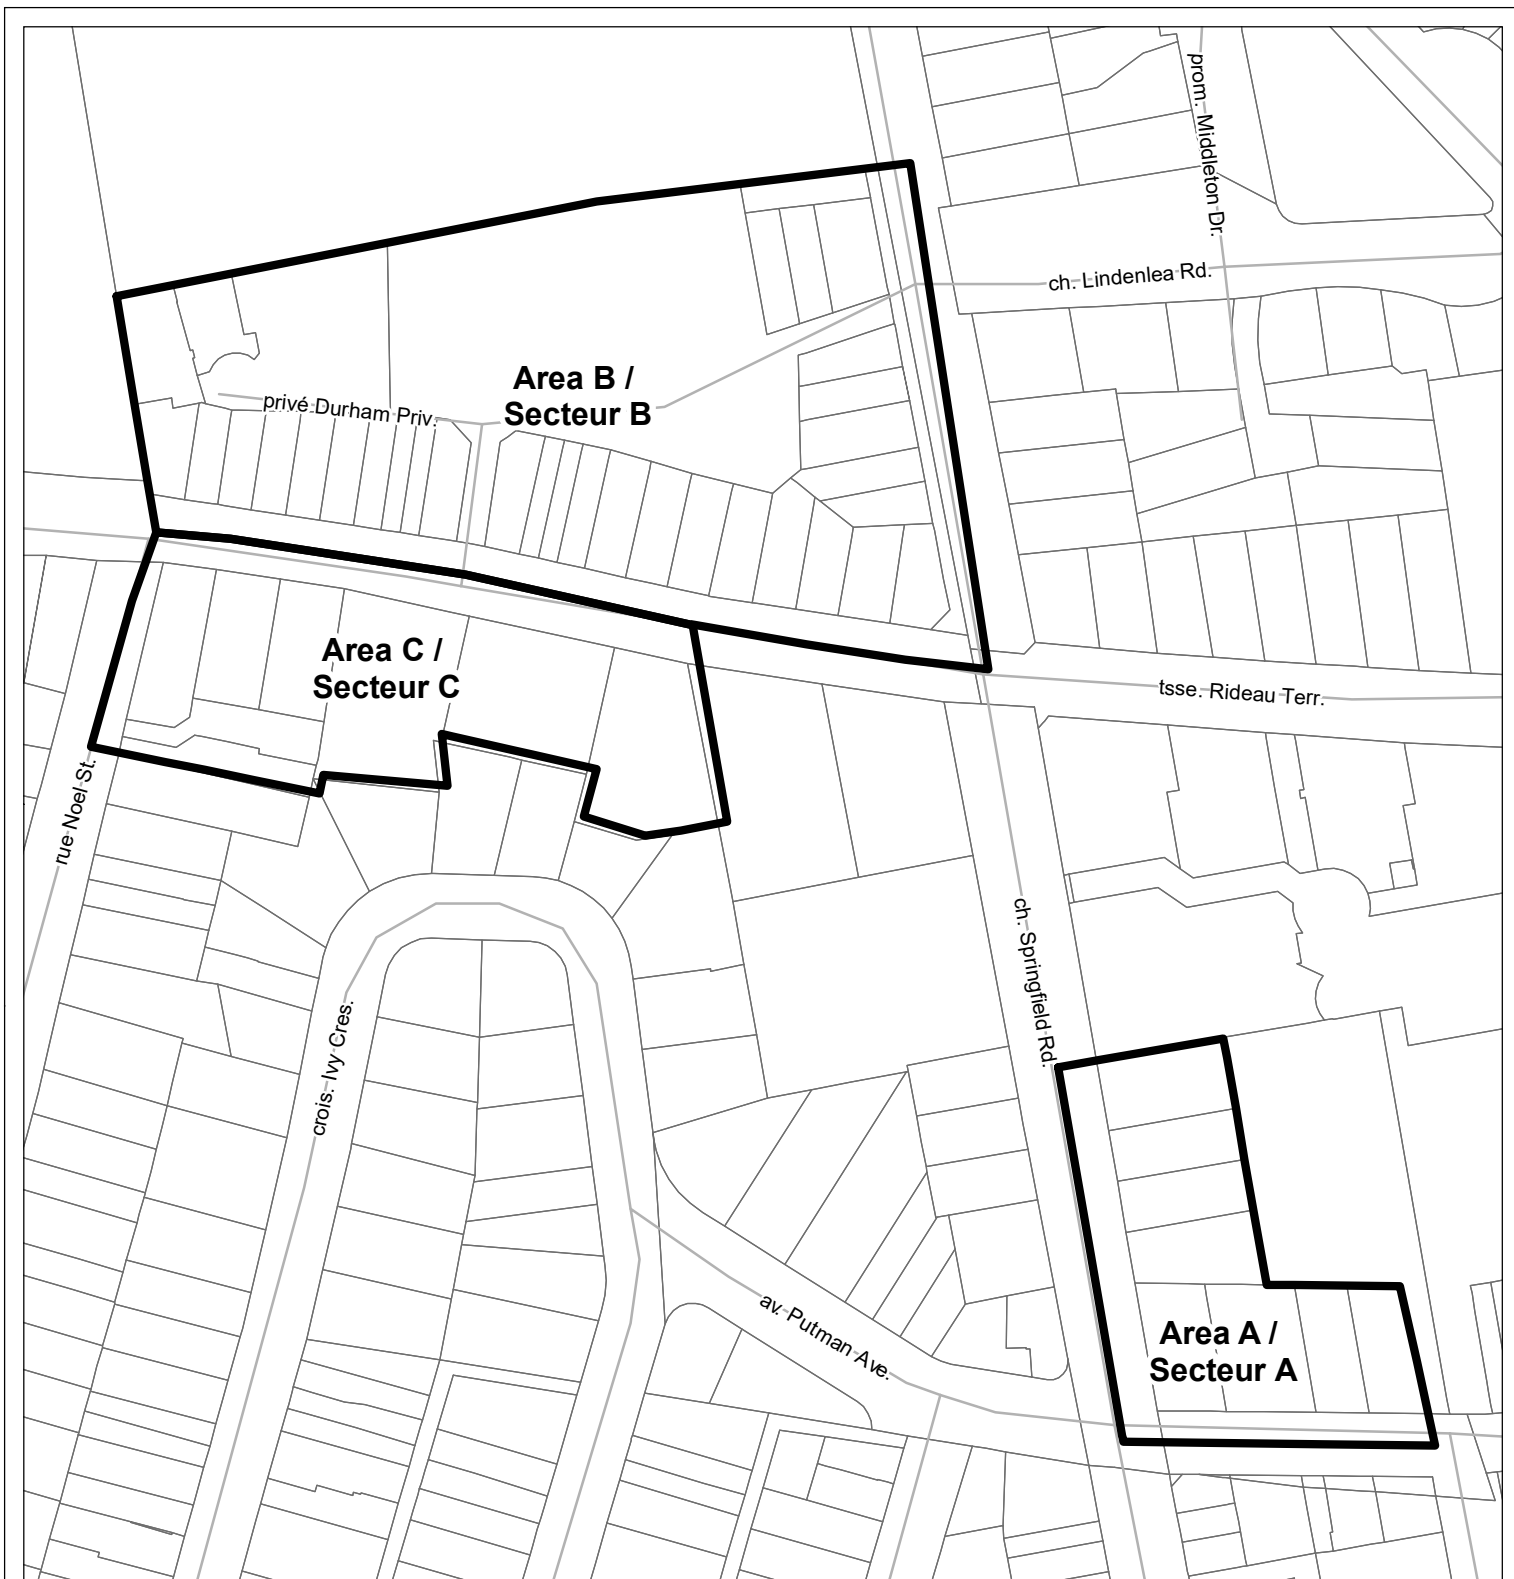 prom. Middleton Dr.
ch. Lindenlea Rd.
Area B /
Secteur B
privé Durham Priv.
Area C /
Secteur C
tsse. Rideau Terr.
rue Noel St.
ch. Springfield Rd.
crois. Ivy Cres.
av. Putman Ave.
Area A /
Secteur A